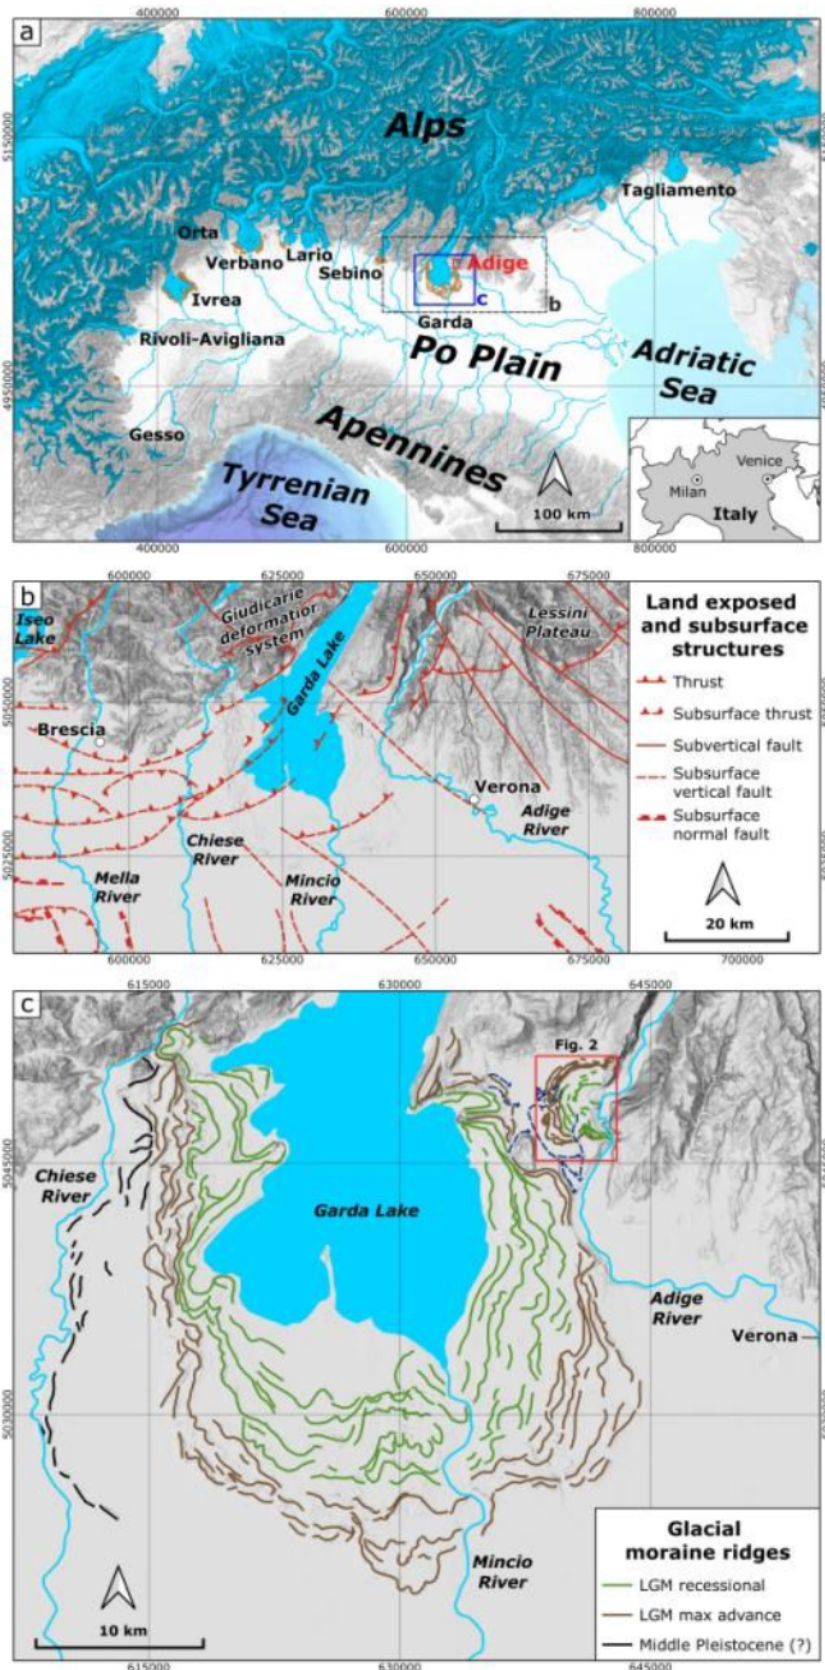 a
400000
600000
800000
5150000
Alps
Tagliamento
Orta
Verbano
Lario
Sebino
Adige
Ivrea
c
b
Garda
Rivoli-Avigliana
Po Plain
Adriatic
Sea
4950000
Gesso
Apennines
Tyrrenian
Sea
100 km
Venice
Milan
Italy
400000
600000
800000
b
600000
625000
650000
675000
Iseo
Lake
Giudicarie
deformation
system
Garda Lake
Lessini
Plateau
5050000
Brescia
Verona
Adige
River
Chiese
River
5025000
Mella
River
Mincio
River
600000
625000
650000
675000
700000
Land exposed
and subsurface
structures
Thrust
Subsurface thrust
Subvertical fault
Subsurface
vertical fault
Subsurface
normal fault
20 km
c
615000
630000
645000
Fig. 2
5045000
5045000
Chiese
River
Garda Lake
Adige
River
Verona
5030000
Mincio
River
10 km
Glacial
moraine ridges
LGM recessional
LGM max advance
Middle Pleistocene (?)
615000
630000
645000